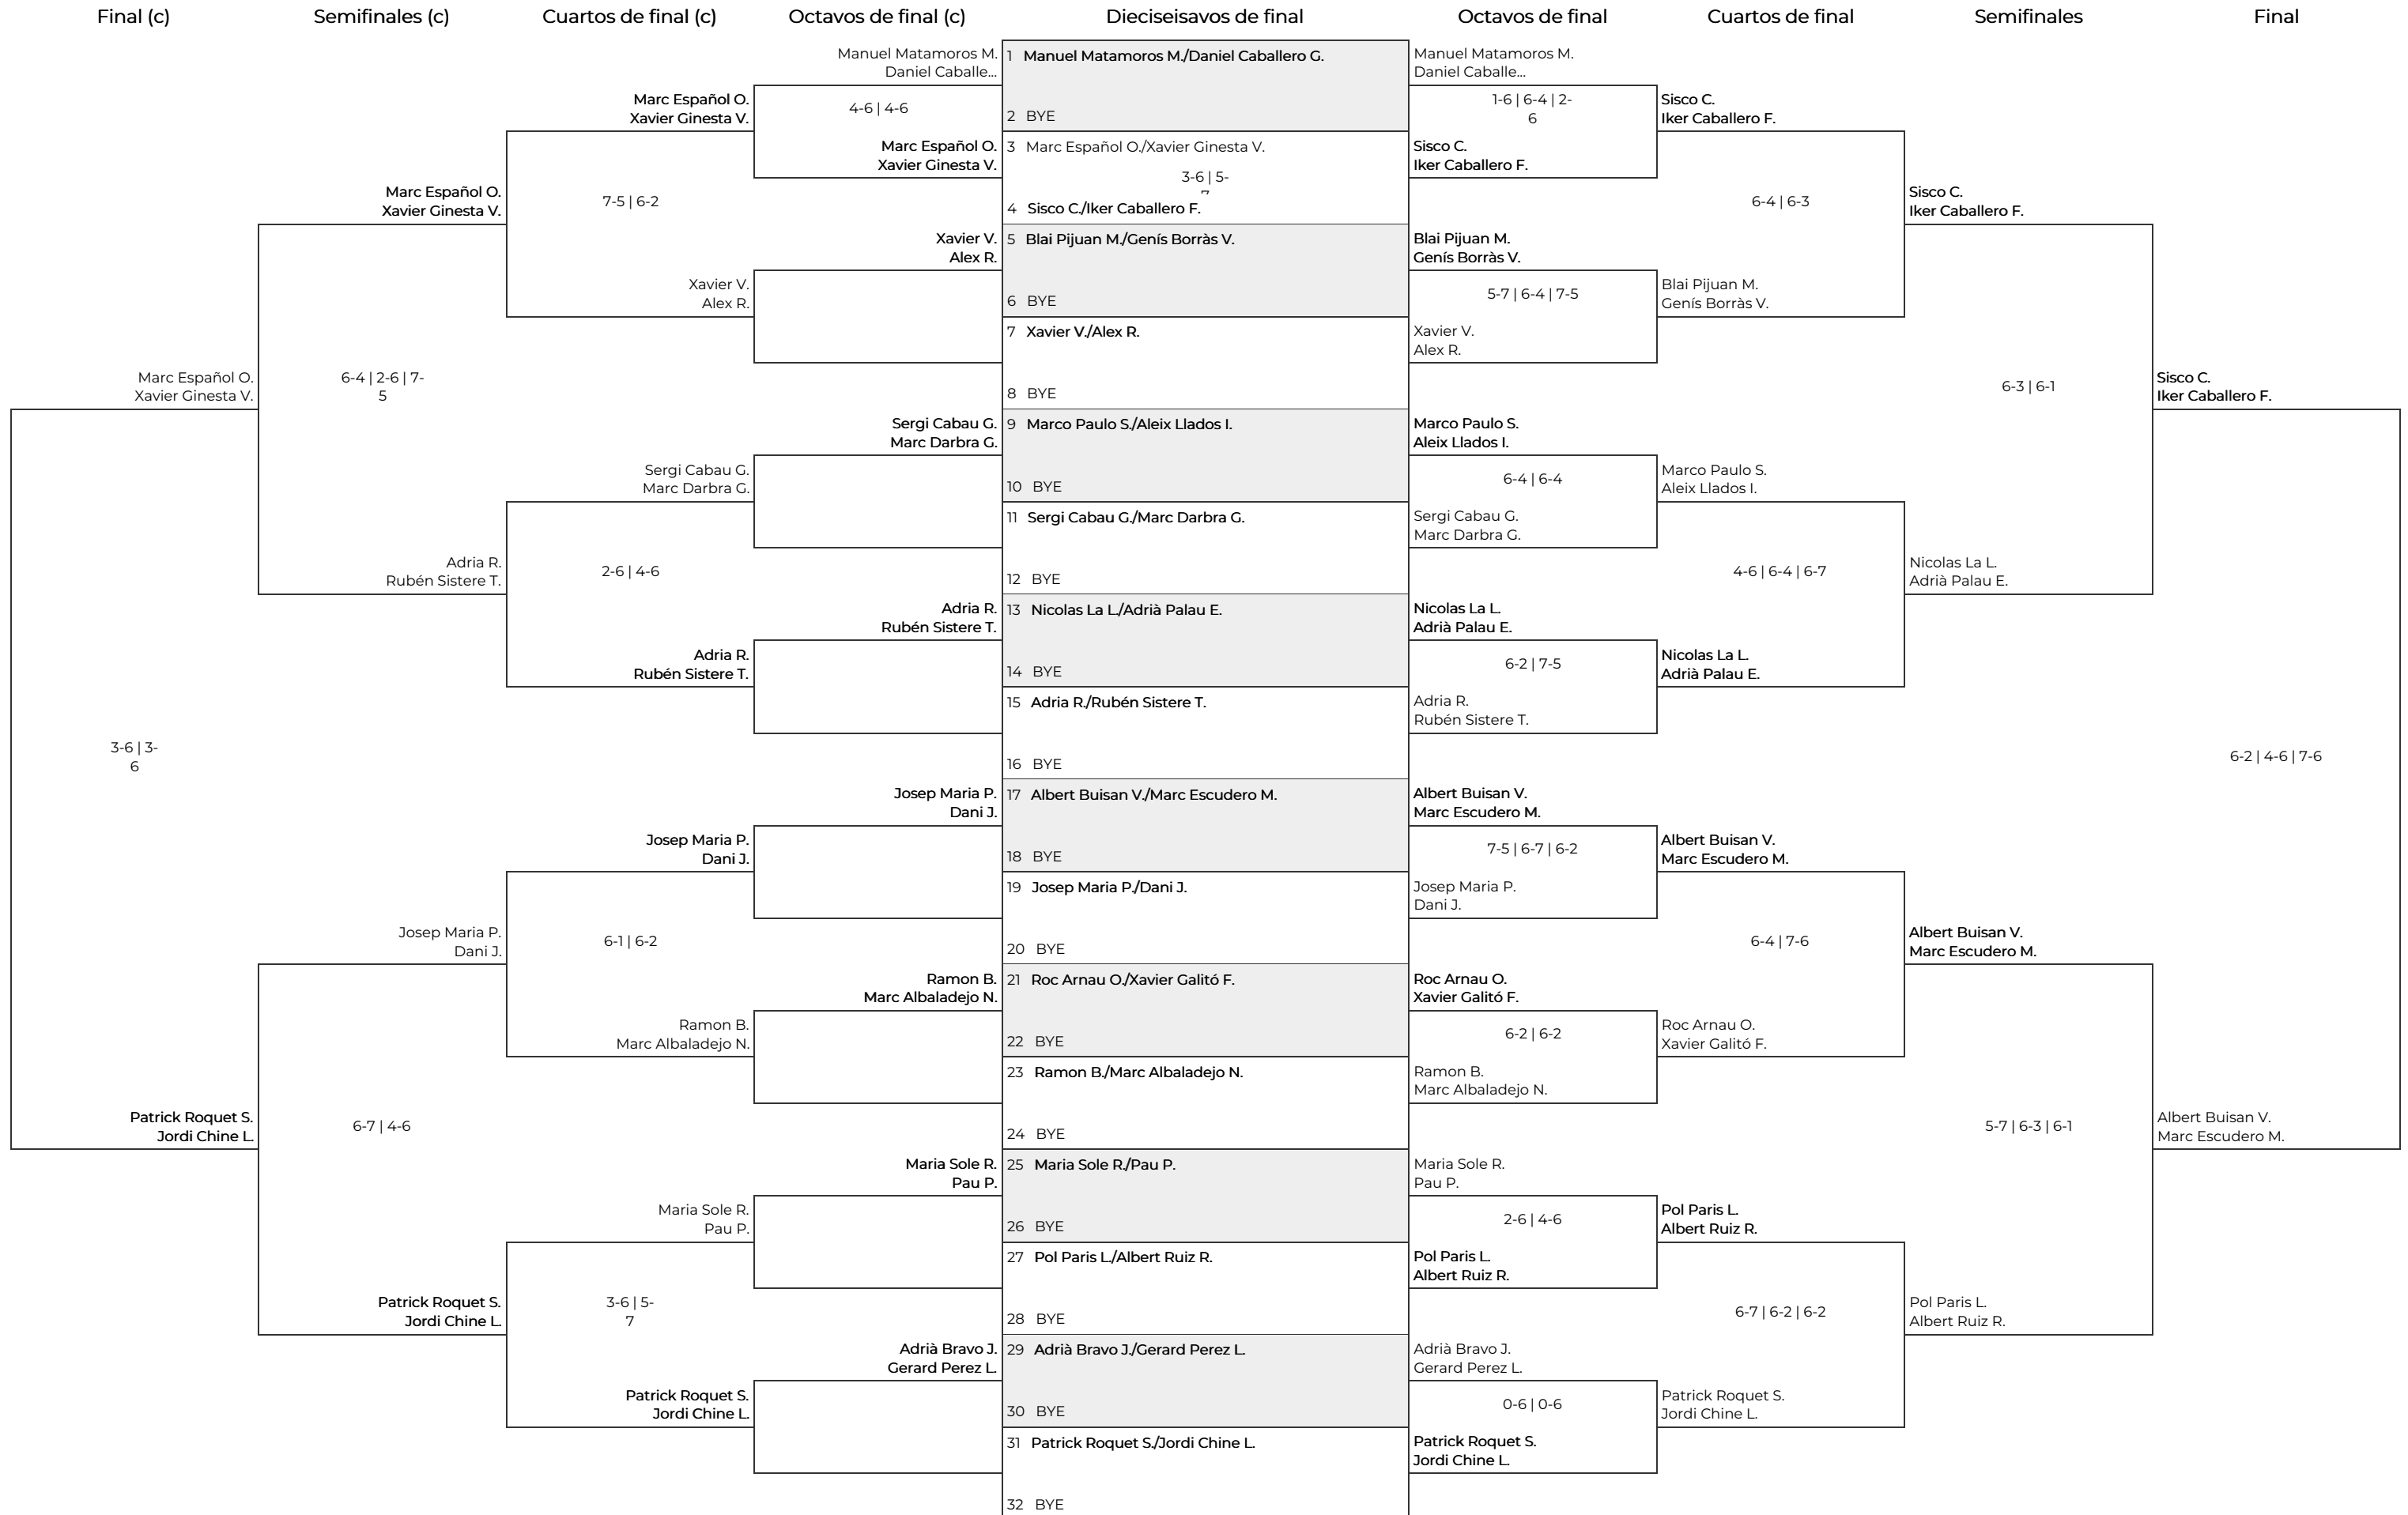 Final (c)
Semifinales (c)
Cuartos de final (c)
Octavos de final (c)
Dieciseisavos de final
Octavos de final
Cuartos de final
Semifinales
Final
Marc Español O.
Xavier Ginesta V.
3-6 | 3-
6
Patrick Roquet S.
Jordi Chine L.
Marc Español O.
Xavier Ginesta V.
6-4 | 2-6 | 7-
5
Adria R.
Rubén Sistere T.
Josep Maria P.
Dani J.
6-7 | 4-6
Patrick Roquet S.
Jordi Chine L.
Marc Español O.
Xavier Ginesta V.
7-5 | 6-2
Xavier V.
Alex R.
Sergi Cabau G.
Marc Darbra G.
2-6 | 4-6
Adria R.
Rubén Sistere T.
Josep Maria P.
Dani J.
6-1 | 6-2
Ramon B.
Marc Albaladejo N.
Maria Sole R.
Pau P.
3-6 | 5-
7
Patrick Roquet S.
Jordi Chine L.
Manuel Matamoros M.
Daniel Caballe...
4-6 | 4-6
Marc Español O.
Xavier Ginesta V.
Xavier V.
Alex R.
Sergi Cabau G.
Marc Darbra G.
Adria R.
Rubén Sistere T.
Josep Maria P.
Dani J.
Ramon B.
Marc Albaladejo N.
Maria Sole R.
Pau P.
Adrià Bravo J.
Gerard Perez L.
1 Manuel Matamoros M./Daniel Caballero G.
2 BYE
3 Marc Español O./Xavier Ginesta V.
3-6 | 5-
7
4 Sisco C./Iker Caballero F.
5 Blai Pijuan M./Genís Borràs V.
6 BYE
7 Xavier V./Alex R.
8 BYE
9 Marco Paulo S./Aleix Llados I.
10 BYE
11 Sergi Cabau G./Marc Darbra G.
12 BYE
13 Nicolas La L./Adrià Palau E.
14 BYE
15 Adria R./Rubén Sistere T.
16 BYE
17 Albert Buisan V./Marc Escudero M.
18 BYE
19 Josep Maria P./Dani J.
20 BYE
21 Roc Arnau O./Xavier Galitó F.
22 BYE
23 Ramon B./Marc Albaladejo N.
24 BYE
25 Maria Sole R./Pau P.
26 BYE
27 Pol Paris L./Albert Ruiz R.
28 BYE
29 Adrià Bravo J./Gerard Perez L.
30 BYE
31 Patrick Roquet S./Jordi Chine L.
32 BYE
Manuel Matamoros M.
Daniel Caballe...
1-6 | 6-4 | 2-
6
Sisco C.
Iker Caballero F.
Blai Pijuan M.
Genís Borràs V.
5-7 | 6-4 | 7-5
Xavier V.
Alex R.
Marco Paulo S.
Aleix Llados I.
6-4 | 6-4
Sergi Cabau G.
Marc Darbra G.
Nicolas La L.
Adrià Palau E.
6-2 | 7-5
Adria R.
Rubén Sistere T.
Albert Buisan V.
Marc Escudero M.
7-5 | 6-7 | 6-2
Josep Maria P.
Dani J.
Roc Arnau O.
Xavier Galitó F.
6-2 | 6-2
Ramon B.
Marc Albaladejo N.
Maria Sole R.
Pau P.
2-6 | 4-6
Pol Paris L.
Albert Ruiz R.
Adrià Bravo J.
Gerard Perez L.
0-6 | 0-6
Patrick Roquet S.
Jordi Chine L.
Sisco C.
Iker Caballero F.
6-4 | 6-3
Blai Pijuan M.
Genís Borràs V.
Marco Paulo S.
Aleix Llados I.
4-6 | 6-4 | 6-7
Nicolas La L.
Adrià Palau E.
Albert Buisan V.
Marc Escudero M.
6-4 | 7-6
Roc Arnau O.
Xavier Galitó F.
Pol Paris L.
Albert Ruiz R.
6-7 | 6-2 | 6-2
Patrick Roquet S.
Jordi Chine L.
Sisco C.
Iker Caballero F.
6-3 | 6-1
Nicolas La L.
Adrià Palau E.
Albert Buisan V.
Marc Escudero M.
5-7 | 6-3 | 6-1
Pol Paris L.
Albert Ruiz R.
Sisco C.
Iker Caballero F.
6-2 | 4-6 | 7-6
Albert Buisan V.
Marc Escudero M.